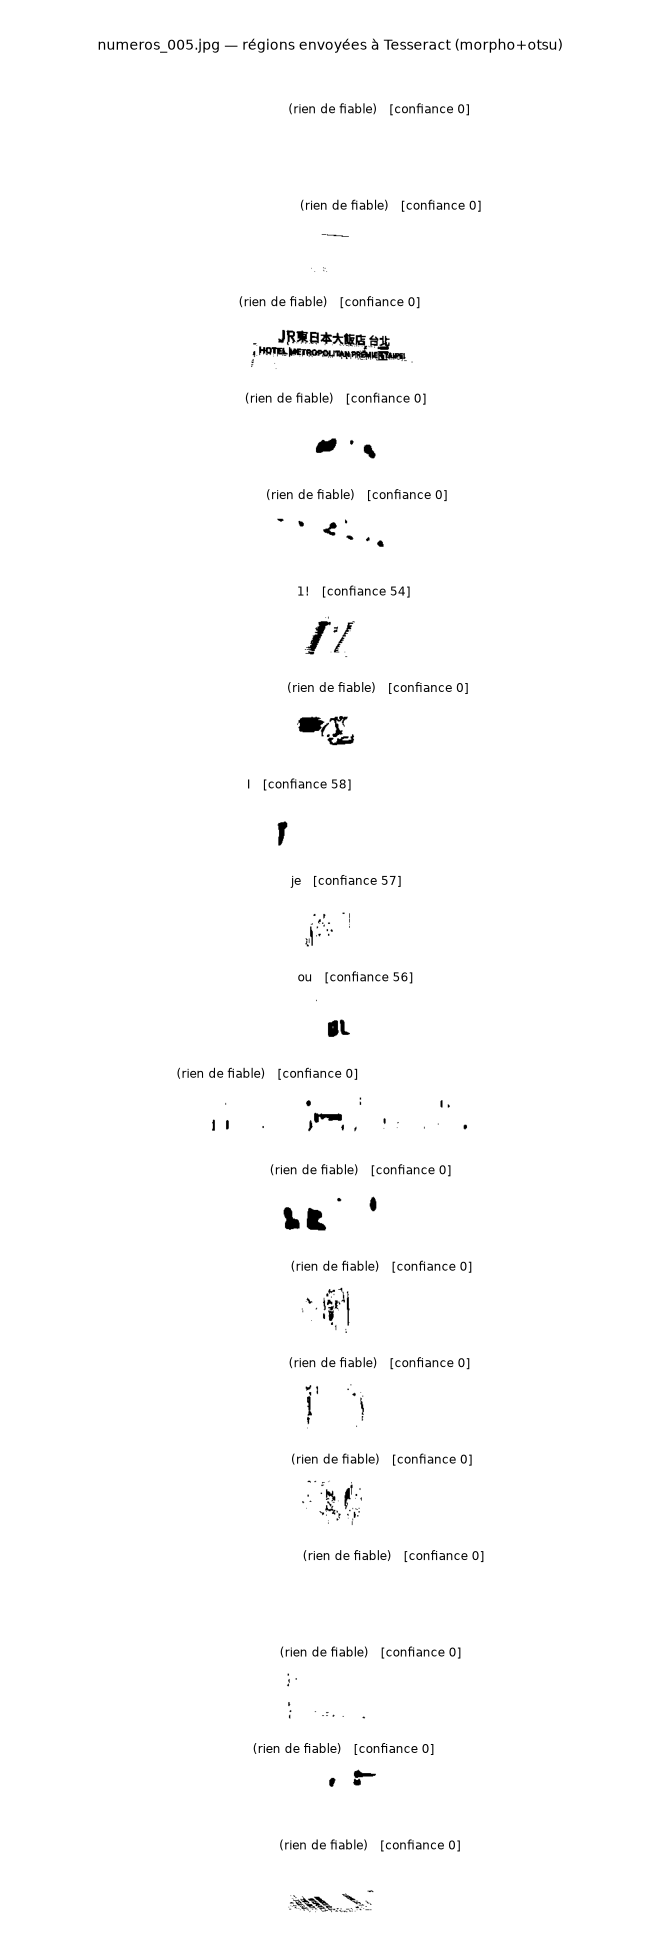 numeros_005.jpg — régions envoyées à Tesseract (morpho+otsu)
(rien de fiable) [confiance 0]
(rien de fiable) [confiance 0]
(rien de fiable) [confiance 0]
JR東日本大飯店 台北
HOTEL METROPOLITAN PREMIER TAIPEI
(rien de fiable) [confiance 0]
(rien de fiable) [confiance 0]
1! [confiance 54]
(rien de fiable) [confiance 0]
l [confiance 58]
je [confiance 57]
ou [confiance 56]
(rien de fiable) [confiance 0]
(rien de fiable) [confiance 0]
(rien de fiable) [confiance 0]
(rien de fiable) [confiance 0]
(rien de fiable) [confiance 0]
(rien de fiable) [confiance 0]
(rien de fiable) [confiance 0]
(rien de fiable) [confiance 0]
(rien de fiable) [confiance 0]